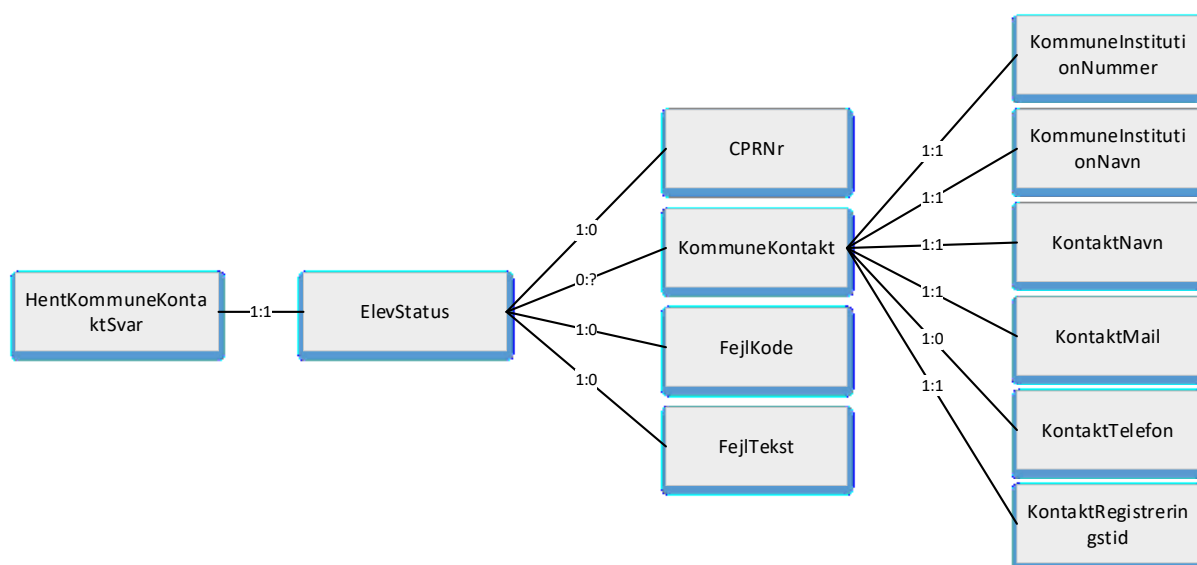 HentKommuneKonta
ktSvar
1:1
ElevStatus
1:0
0:?
1:0
1:0
CPRNr
KommuneKontakt
FejlKode
FejlTekst
1:1
1:1
1:1
1:1
1:0
1:1
KommuneInstituti
onNummer
KommuneInstituti
onNavn
KontaktNavn
KontaktMail
KontaktTelefon
KontaktRegistrerin
gstid